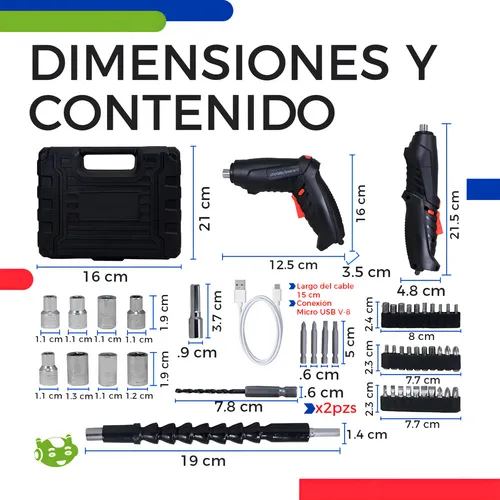 DIMENSIONES Y
CONTENIDO
21 cm
16 cm
16 cm
12.5 cm
3.5 cm
21.5 cm
4.8 cm
1.9 cm
1.1 cm 1.1 cm 1.1 cm 1.1 cm
1.9 cm
1.1 cm 1.3 cm 1.1 cm 1.2 cm
3.7 cm
.9 cm
Largo del cable
15 cm
Conexión
Micro USB V-8
5 cm
.6 cm
.6 cm
7.8 cm
x2pzs
2.4 cm
8 cm
2.3 cm
7.7 cm
2.3 cm
7.7 cm
1.4 cm
19 cm